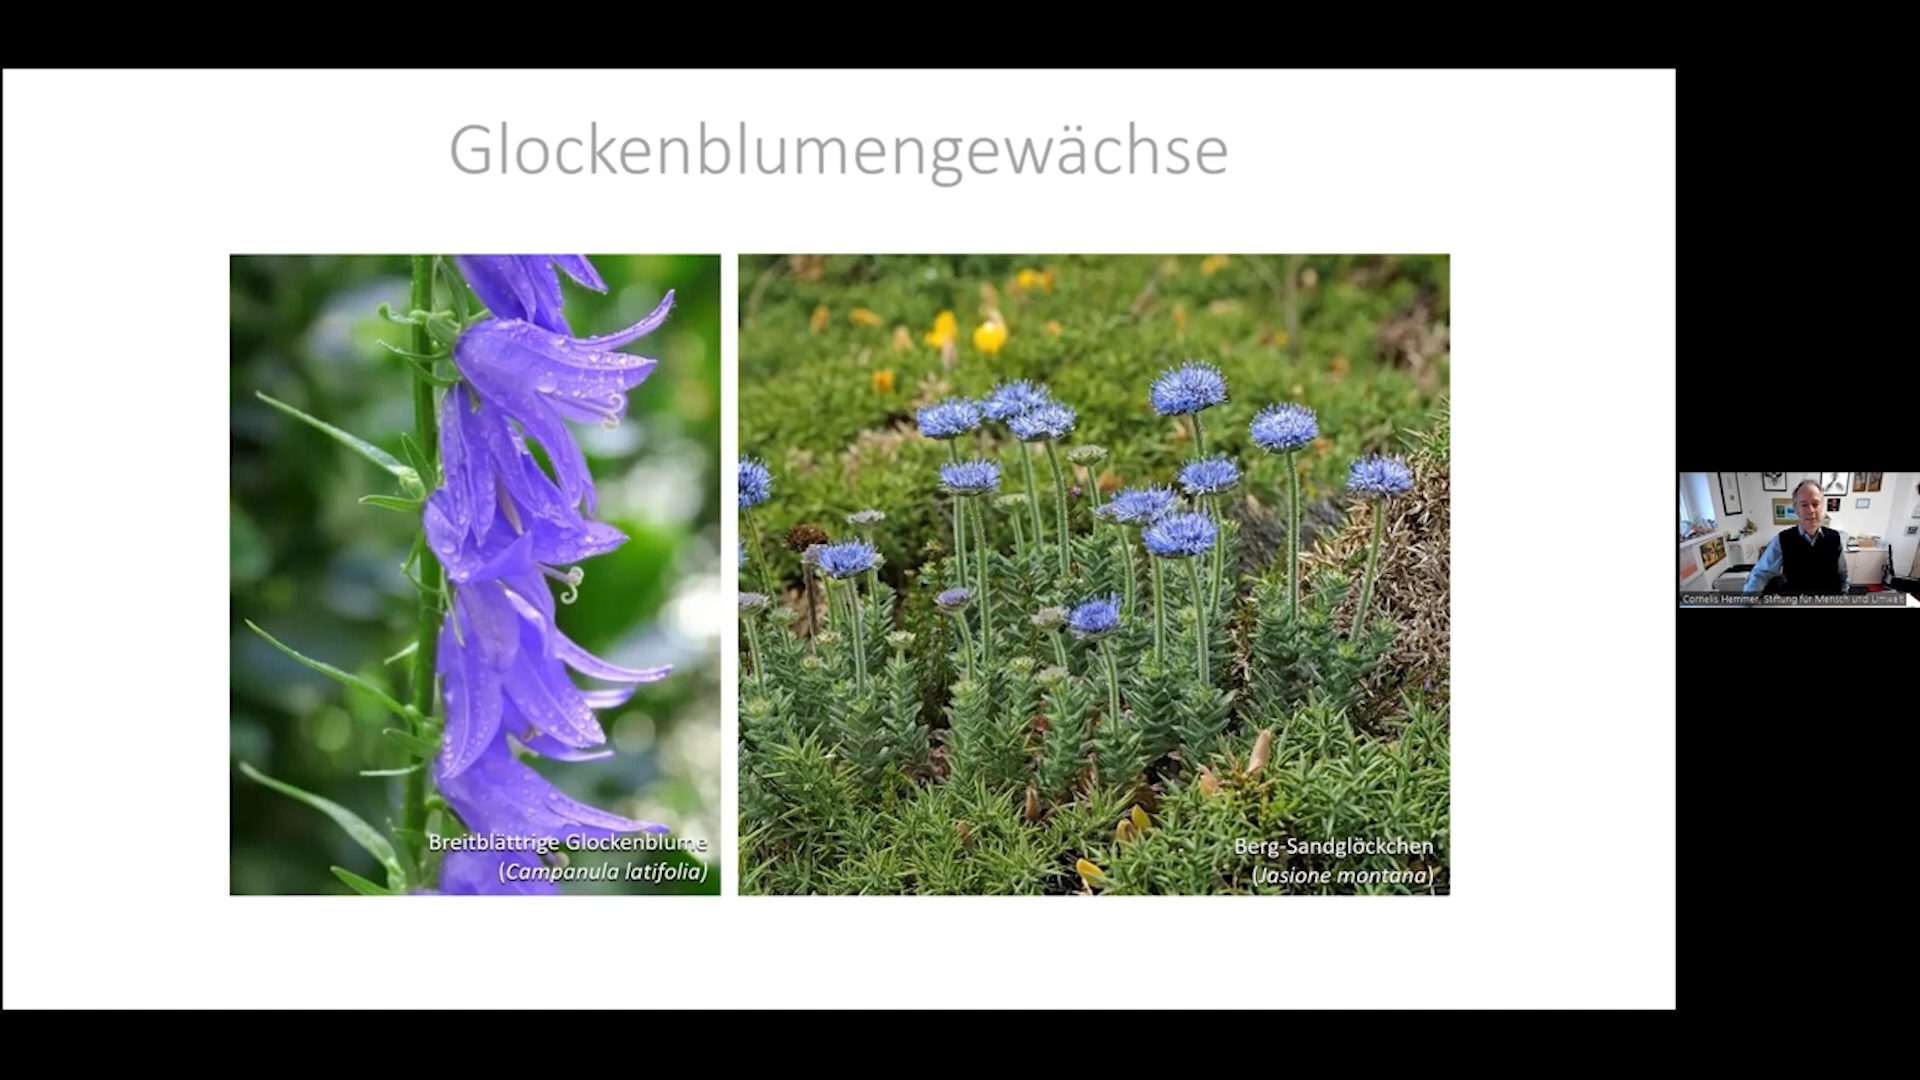 Glockenblumengewächse
Breitblättrige Glockenblume
(Campanula latifolia)
Berg-Sandglöckchen
(Jasione montana)
Cornelis Hemmer, Stiftung für Mensch und Umwelt